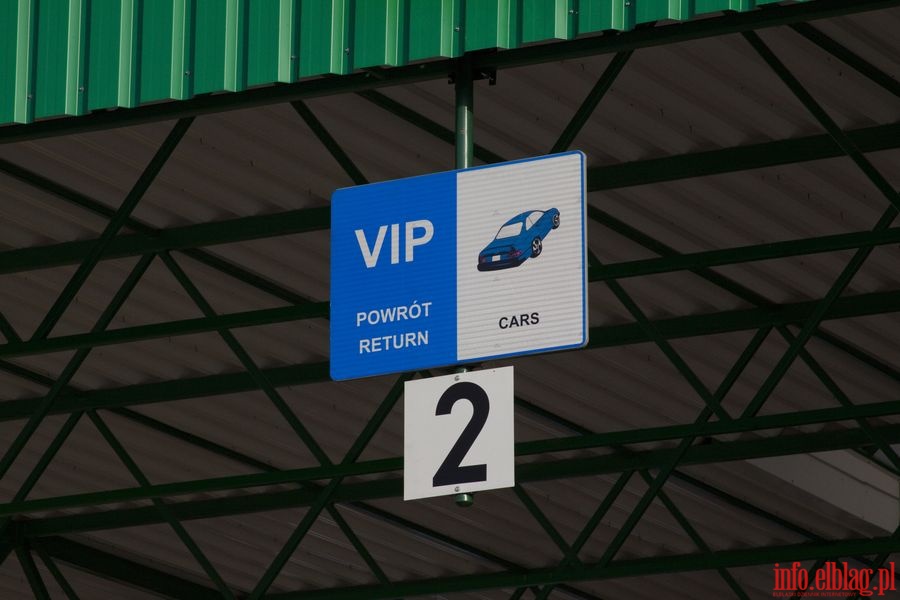 VIP
POWRÓT
RETURN
CARS
2
info.elblag.pl